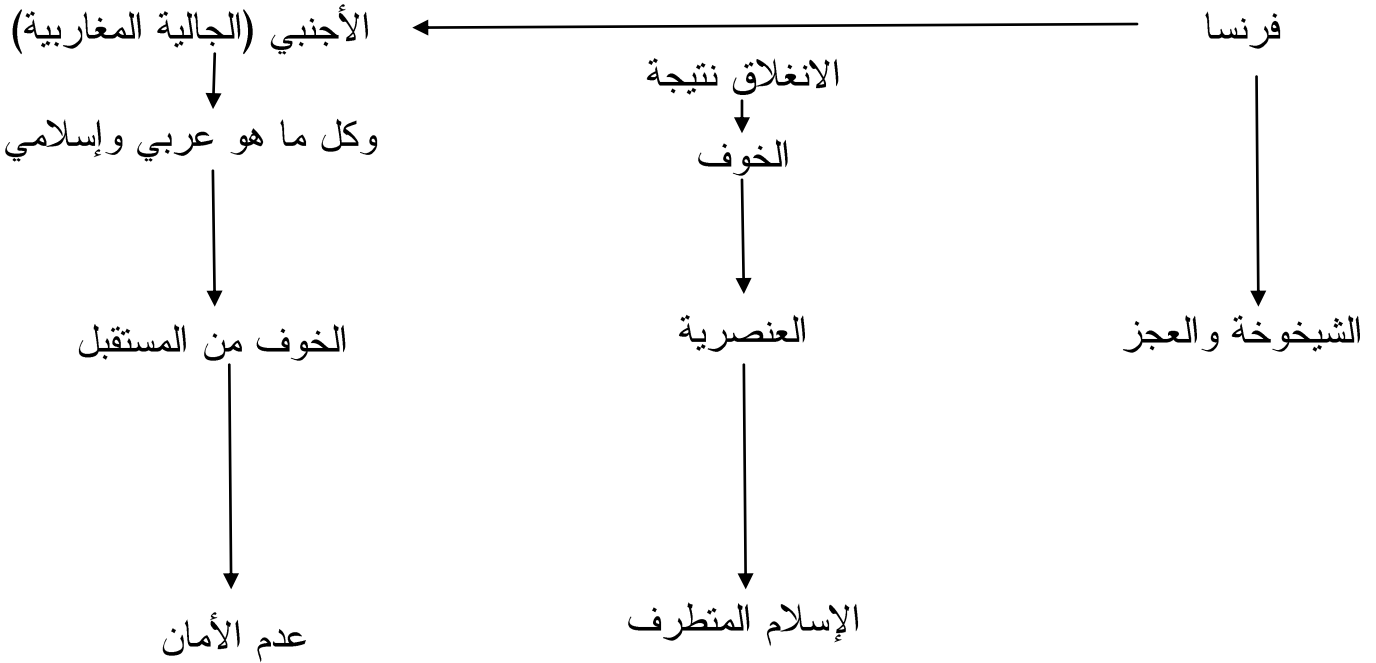 فرنسا
الأجنبي (الجالية المغاربية)
الانغلاق نتيجة
وكل ما هو عربي وإسلامي
الخوف
الشيخوخة والعجز
العنصرية
الخوف من المستقبل
الإسلام المتطرف
عدم الأمان